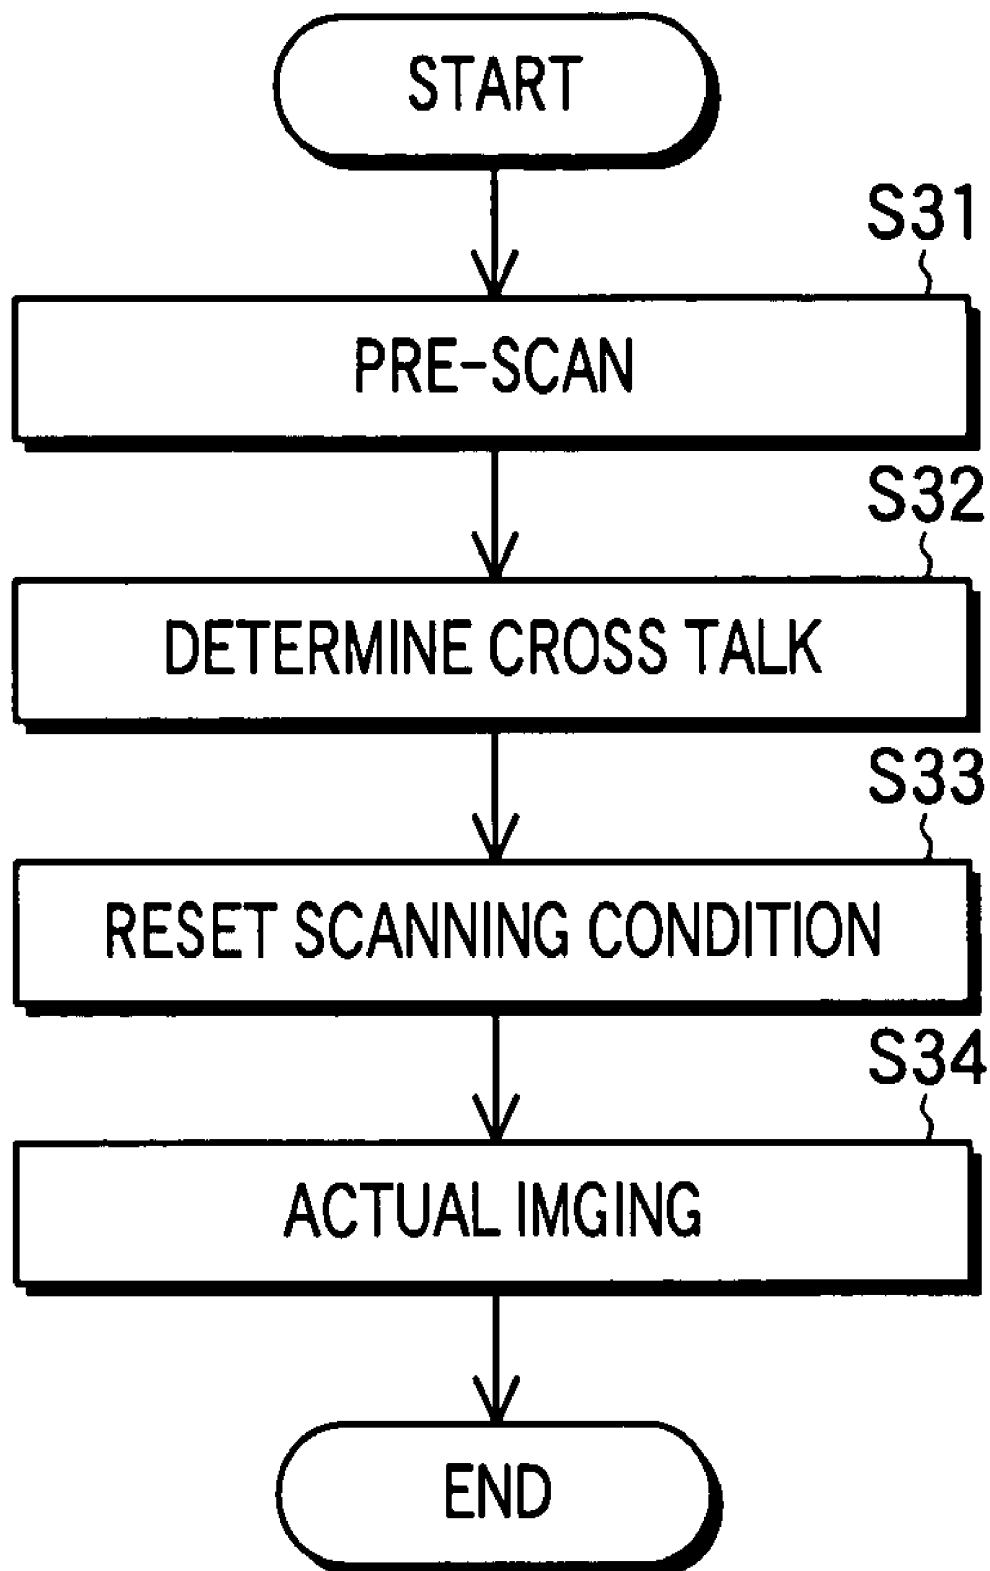 START
S31
PRE-SCAN
S32
DETERMINE CROSS TALK
S33
RESET SCANNING CONDITION
S34
ACTUAL IMGING
END